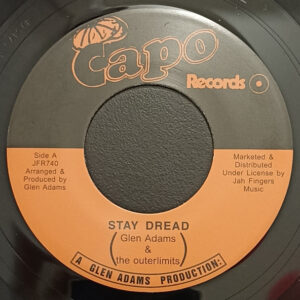 Capo
Records
Side A
JFR740
Arranged &
Produced by
Glen Adams
Marketed &
Distributed
Under License by
Jah Fingers
Music
STAY DREAD
(Glen Adams)
&
the outerlimits
A GLEN ADAMS PRODUCTION: